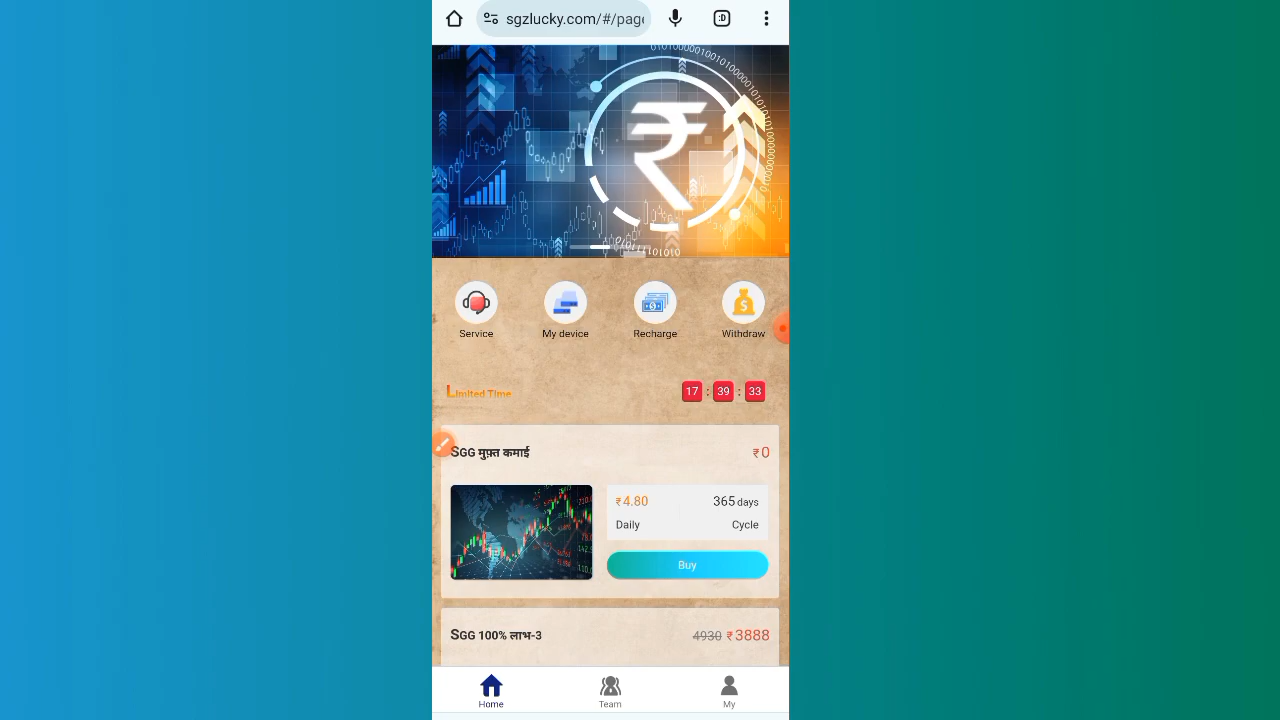 sgzlucky.com/#/page
:D
Service
My device
Recharge
Withdraw
Limited Time
17 : 39 : 33
SGG मुफ़्त कमाई
₹0
₹4.80
365 days
Daily
Cycle
Buy
SGG 100% लाभ-3
4930 ₹3888
Home
Team
My